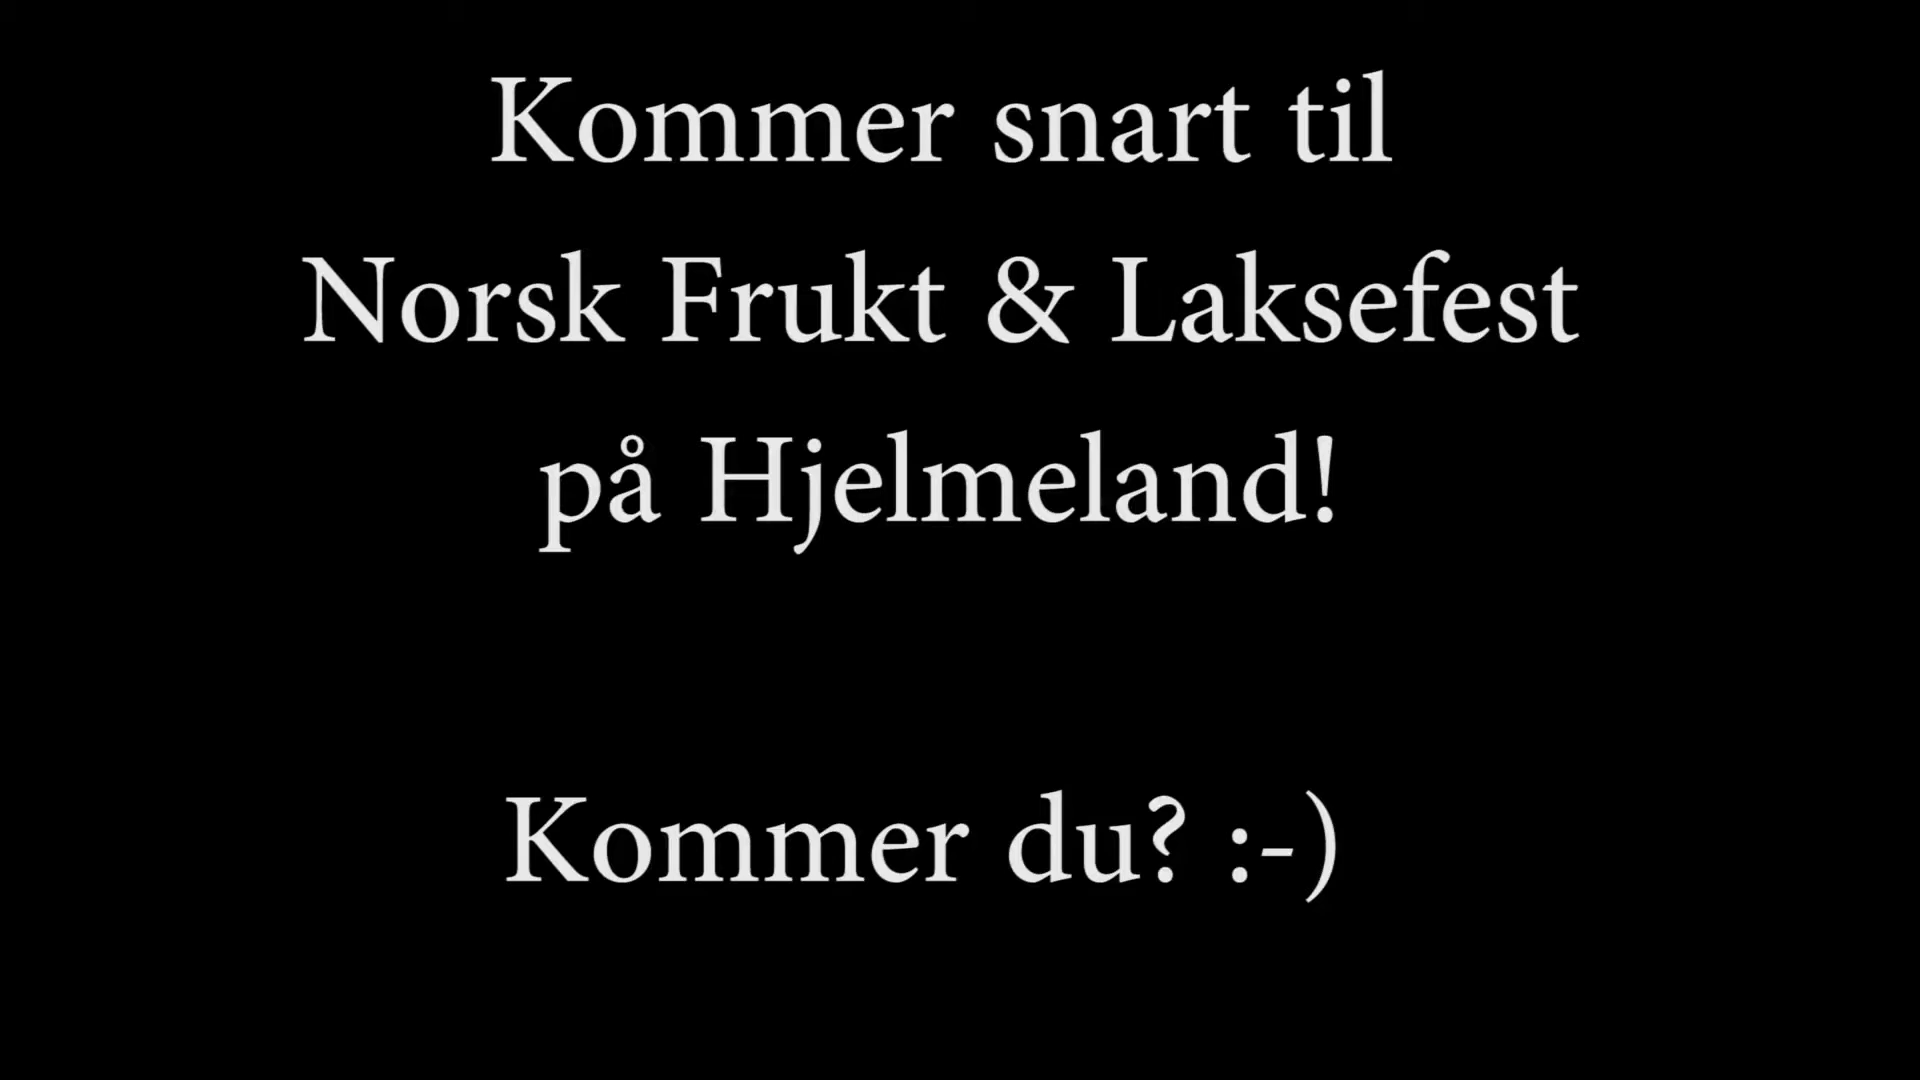 Kommer snart til
Norsk Frukt & Laksefest
på Hjelmeland!
Kommer du? :-)